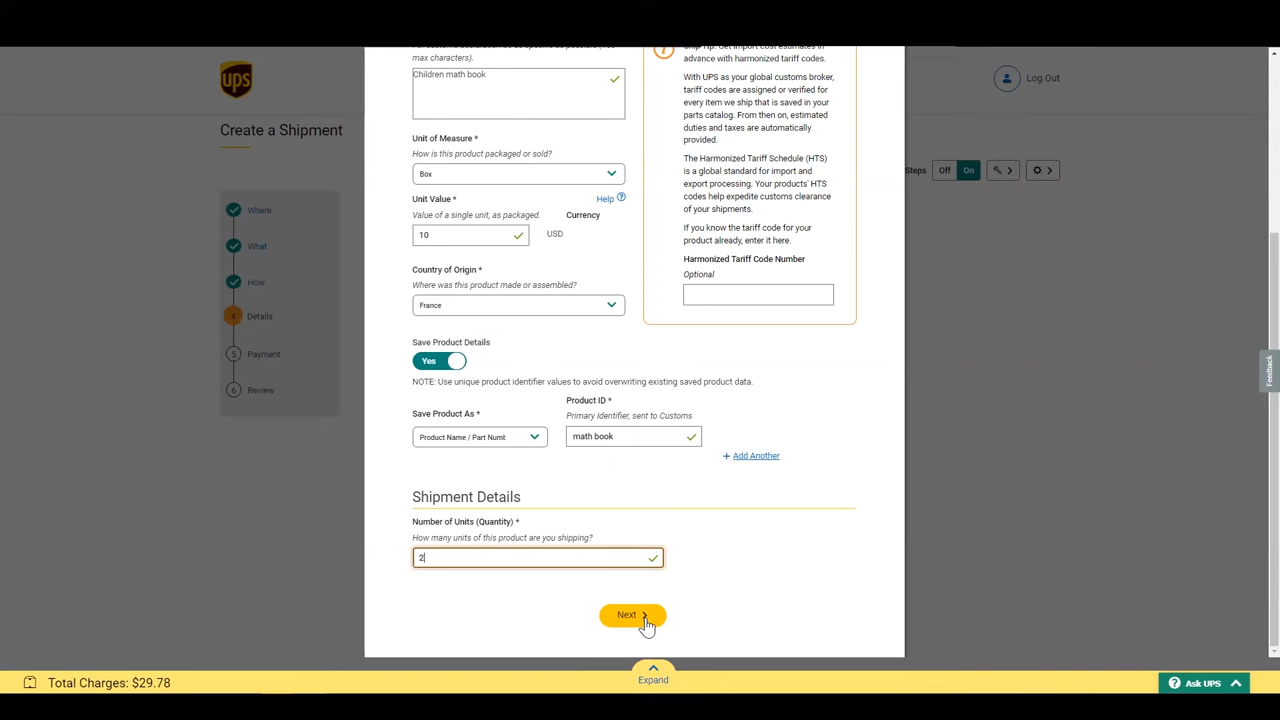 max characters).
Children math book
Unit of Measure *
How is this product packaged or sold?
Box
Unit Value *
Help
Value of a single unit, as packaged.
Currency
10
USD
Country of Origin *
Where was this product made or assembled?
France
advance with harmonized tariff codes.
With UPS as your global customs broker,
tariff codes are assigned or verified for
every item we ship that is saved in your
parts catalog. From then on, estimated
duties and taxes are automatically
provided.
The Harmonized Tariff Schedule (HTS)
is a global standard for import and
export processing. Your products' HTS
codes help expedite customs clearance
of your shipments.
If you know the tariff code for your
product already, enter it here.
Harmonized Tariff Code Number
Optional
Save Product Details
Yes
NOTE: Use unique product identifier values to avoid overwriting existing saved product data.
Save Product As *
Product Name / Part Numb
Product ID *
Primary Identifier, sent to Customs
math book
+ Add Another
Shipment Details
Number of Units (Quantity) *
How many units of this product are you shipping?
2
Next
ups
Log Out
Create a Shipment
Steps
Off
On
Where
What
How
4
Details
5
Payment
6
Review
Feedback
Total Charges: $29.78
Expand
Ask UPS